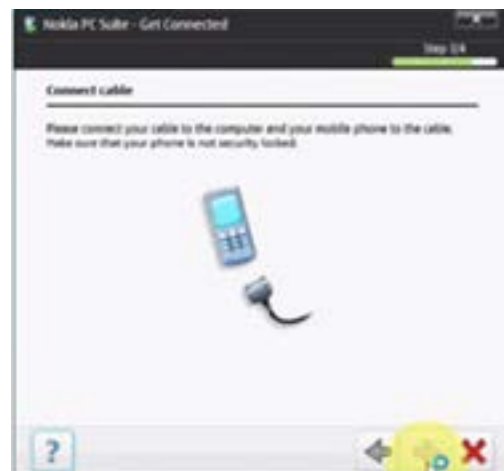 Nokia PC Suite - Get Connected
Step 3/4
Connect cable
Please connect your cable to the computer and your mobile phone to the cable.
Make sure that your phone is not security locked.
?